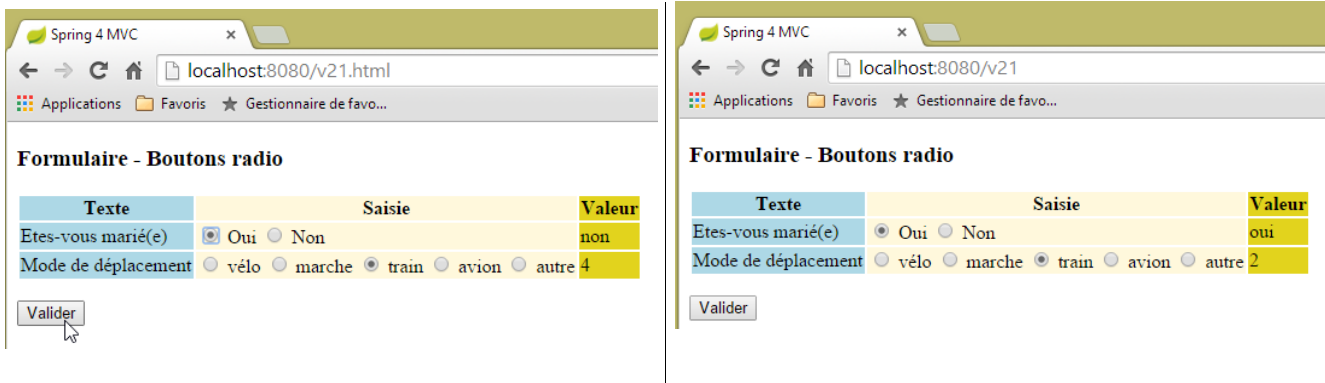 Spring 4 MVC
localhost:8080/v21.html
Applications Favoris Gestionnaire de favo...
Formulaire - Boutons radio
Texte Saisie Valeur
Etes-vous marié(e) Oui Non non
Mode de déplacement vélo marche train avion autre 4
Valider
Spring 4 MVC
localhost:8080/v21
Applications Favoris Gestionnaire de favo...
Formulaire - Boutons radio
Texte Saisie Valeur
Etes-vous marié(e) Oui Non oui
Mode de déplacement vélo marche train avion autre 2
Valider